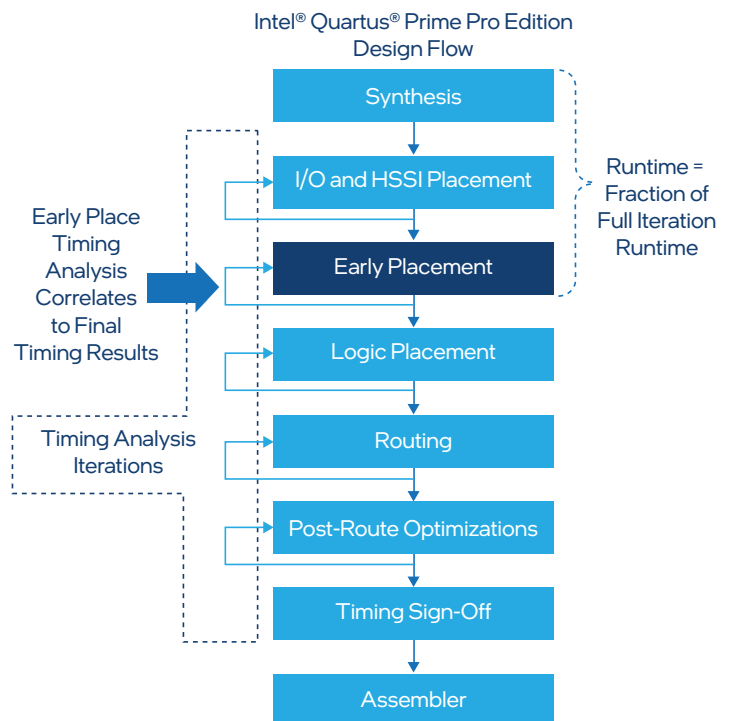 Intel® Quartus® Prime Pro Edition
Design Flow
Synthesis
I/O and HSSI Placement
Runtime =
Fraction of
Full Iteration
Runtime
Early Place
Timing
Analysis
Correlates
to Final
Timing Results
Early Placement
Logic Placement
Timing Analysis
Iterations
Routing
Post-Route Optimizations
Timing Sign-Off
Assembler